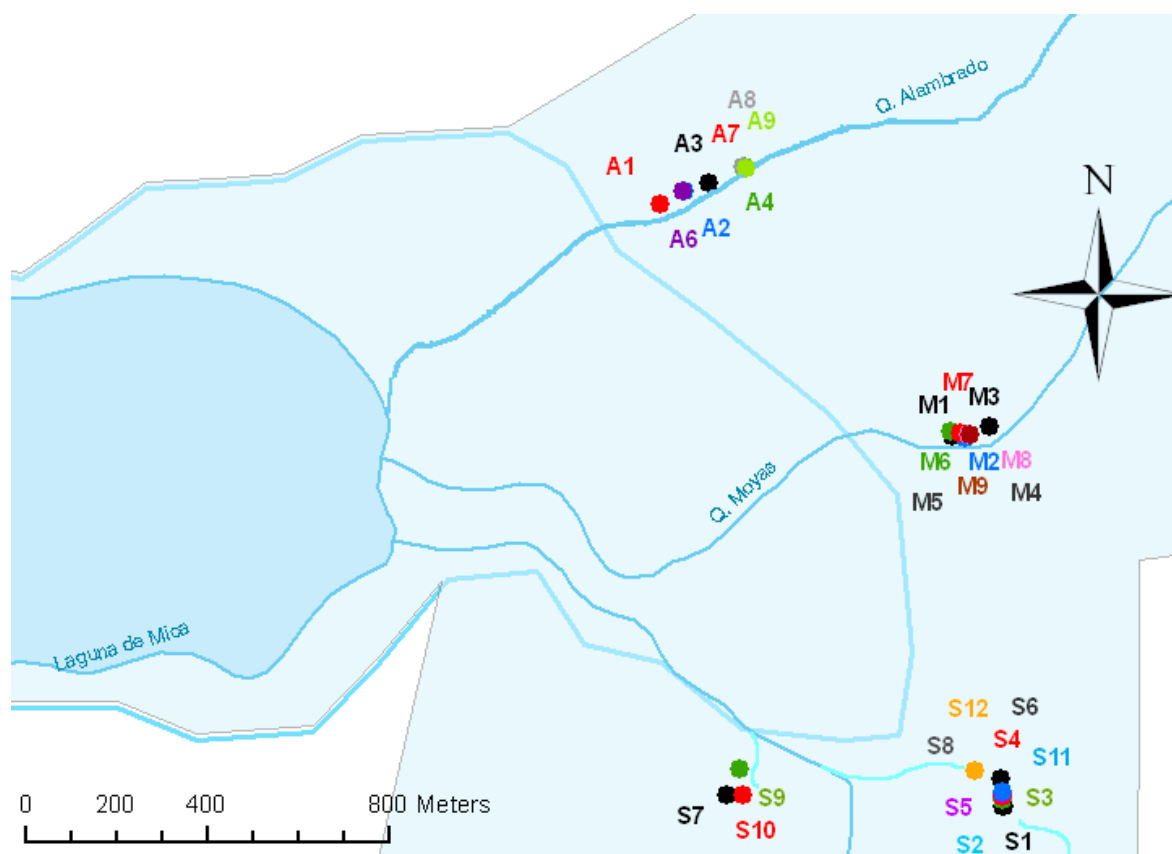 A8
Q. Alambrado
A7
A9
A3
A1
N
A4
A2
A6
M7
M3
M1
M6
M2
M8
M9
M4
M5
Q. Moyas
Laguna de Mica
S12
S6
S4
S8
S11
0 200 400 800 Meters
S9
S5
S3
S7
S10
S1
S2